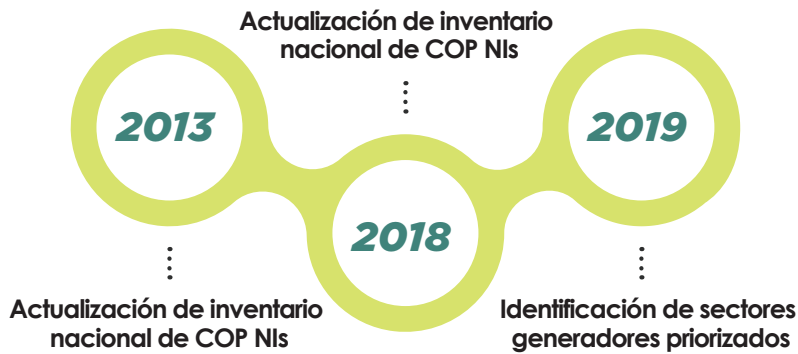 2013
Actualización de inventario
nacional de COP NIs
Actualización de inventario
nacional de COP NIs
2018
2019
Identificación de sectores
generadores priorizados